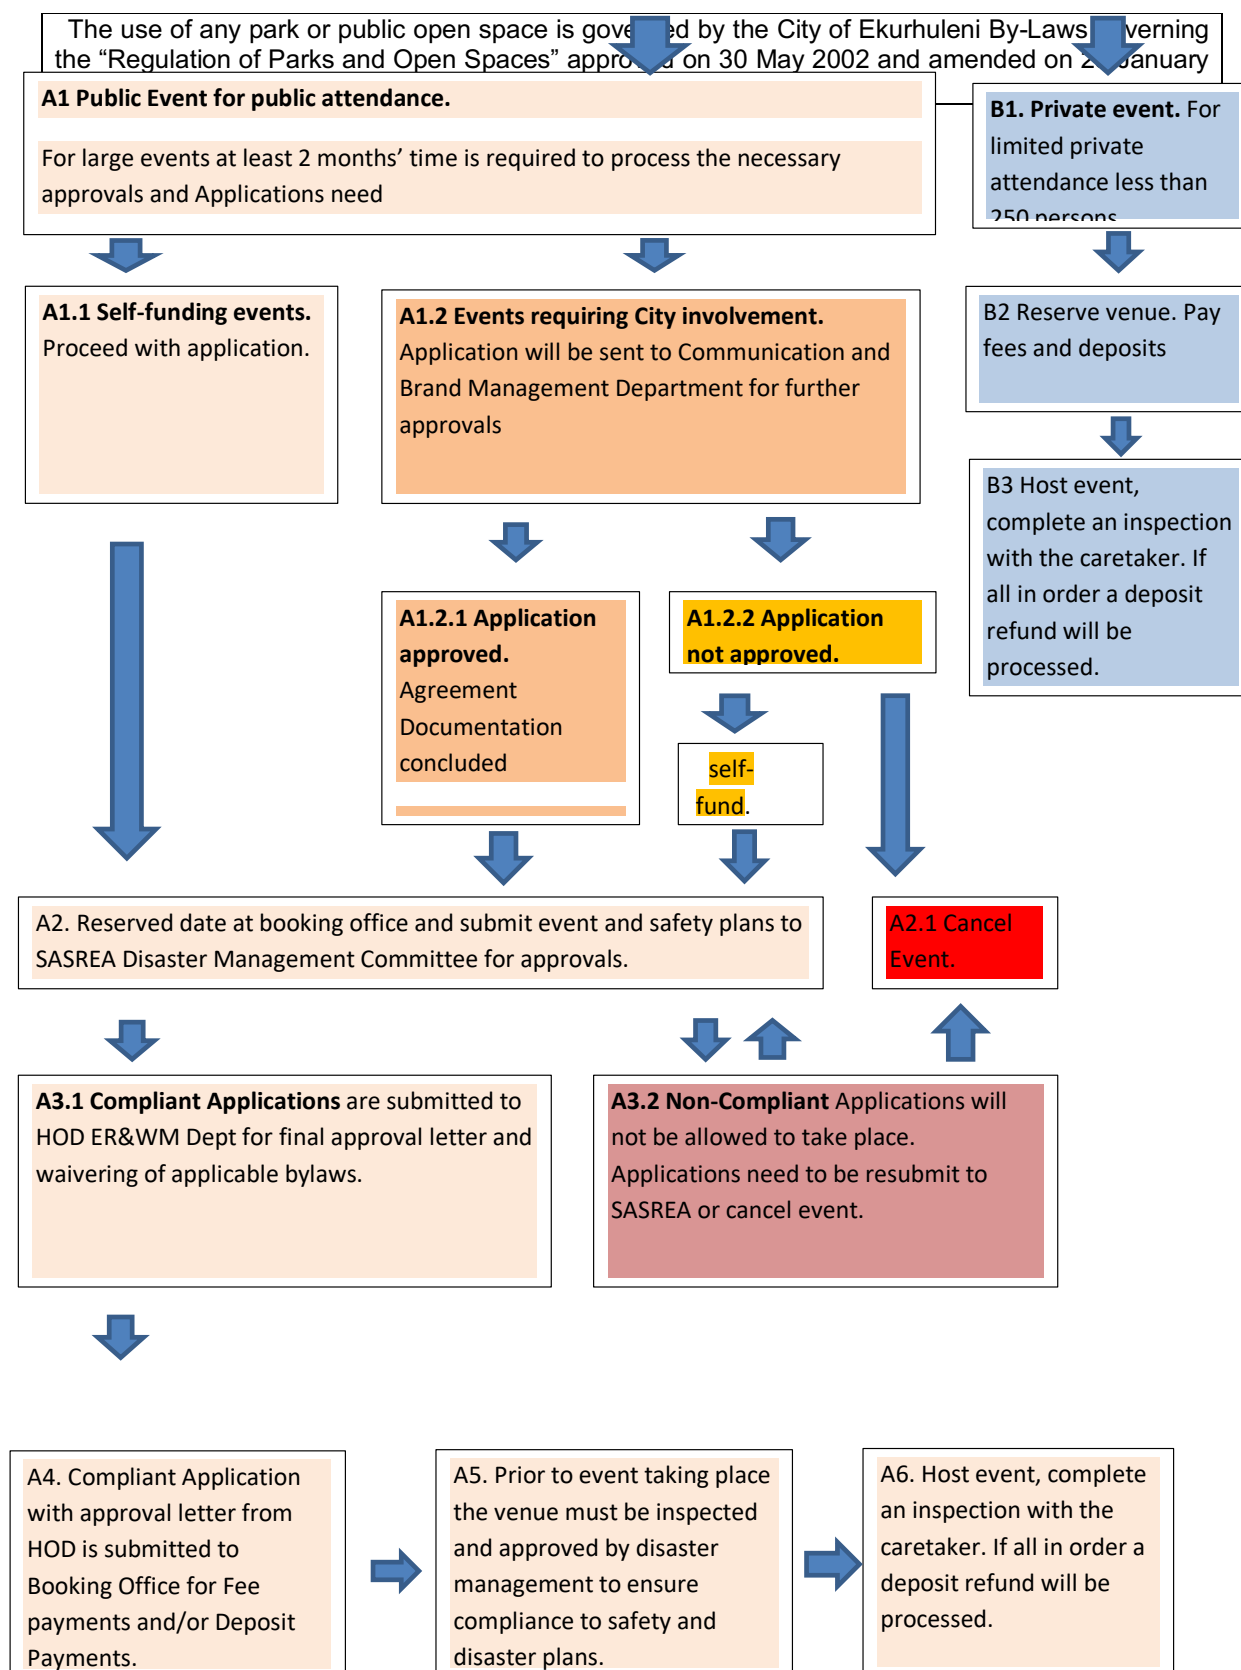 The use of any park or public open space is gove ed by the City of Ekurhuleni By-Laws verning
the “Regulation of Parks and Open Spaces” approv on 30 May 2002 and amended on 2 January
A1 Public Event for public attendance.
For large events at least 2 months’ time is required to process the necessary
approvals and Applications need
B1. Private event. For
limited private
attendance less than
250 persons
A1.1 Self-funding events.
Proceed with application.
A1.2 Events requiring City involvement.
Application will be sent to Communication and
Brand Management Department for further
approvals
B2 Reserve venue. Pay
fees and deposits
B3 Host event,
complete an inspection
with the caretaker. If
all in order a deposit
refund will be
processed.
A1.2.1 Application
approved.
Agreement
Documentation
concluded
A1.2.2 Application
not approved.
self-
fund.
A2. Reserved date at booking office and submit event and safety plans to
SASREA Disaster Management Committee for approvals.
A2.1 Cancel
Event.
A3.1 Compliant Applications are submitted to
HOD ER&WM Dept for final approval letter and
waivering of applicable bylaws.
A3.2 Non-Compliant Applications will
not be allowed to take place.
Applications need to be resubmit to
SASREA or cancel event.
A4. Compliant Application
with approval letter from
HOD is submitted to
Booking Office for Fee
payments and/or Deposit
Payments.
A5. Prior to event taking place
the venue must be inspected
and approved by disaster
management to ensure
compliance to safety and
disaster plans.
A6. Host event, complete
an inspection with the
caretaker. If all in order a
deposit refund will be
processed.